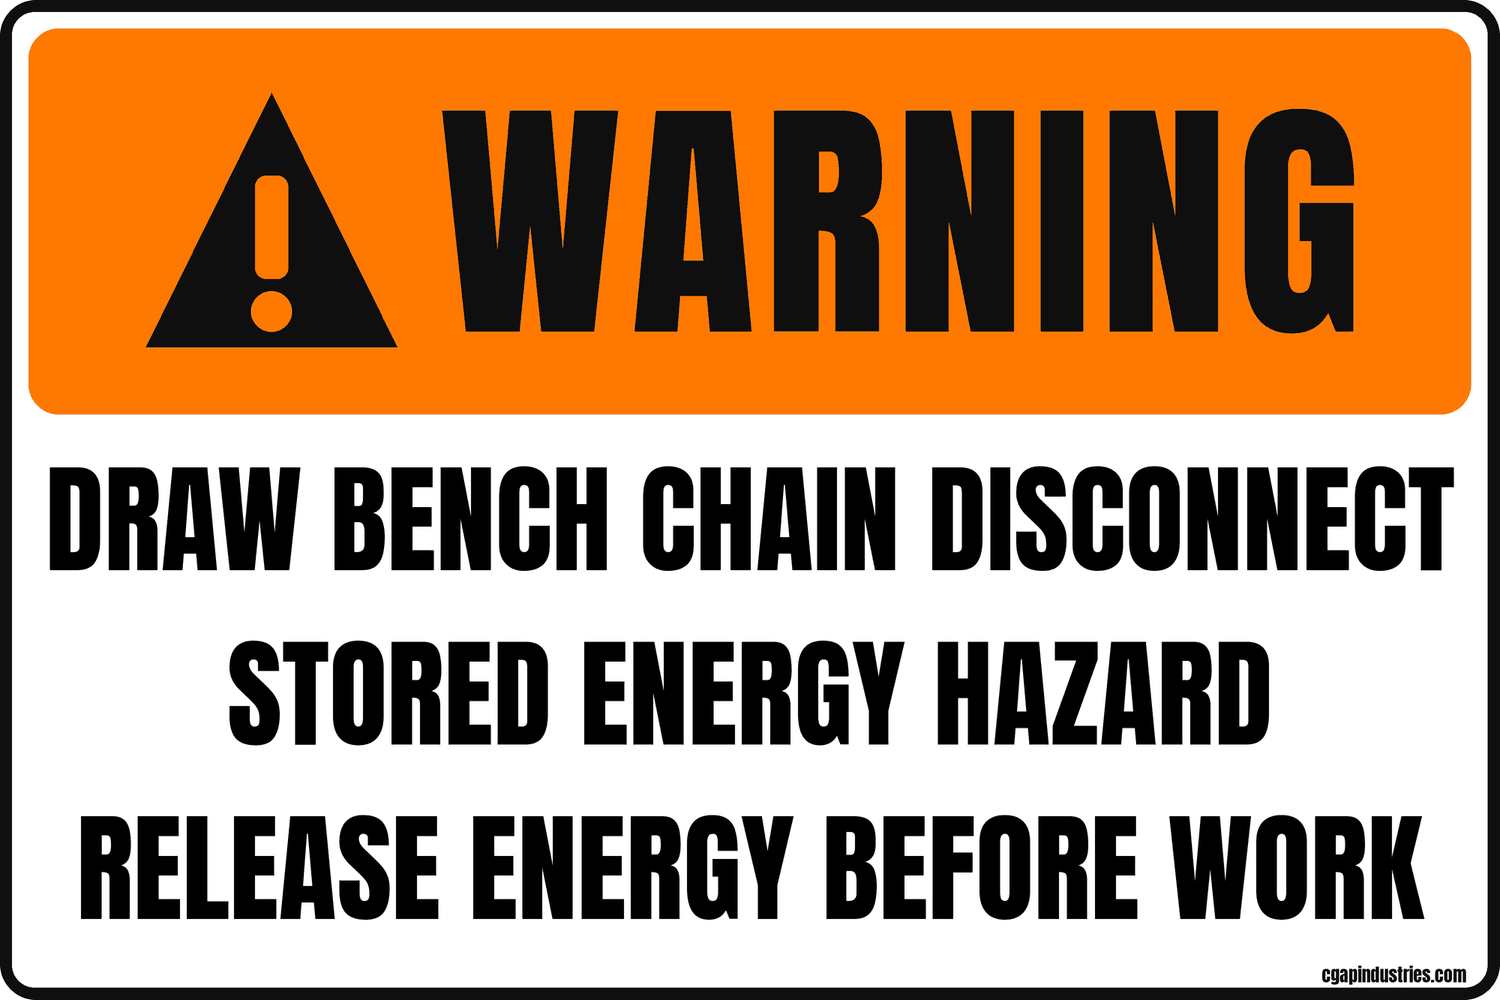 WARNING
DRAW BENCH CHAIN DISCONNECT
STORED ENERGY HAZARD
RELEASE ENERGY BEFORE WORK
cgapindustries.com